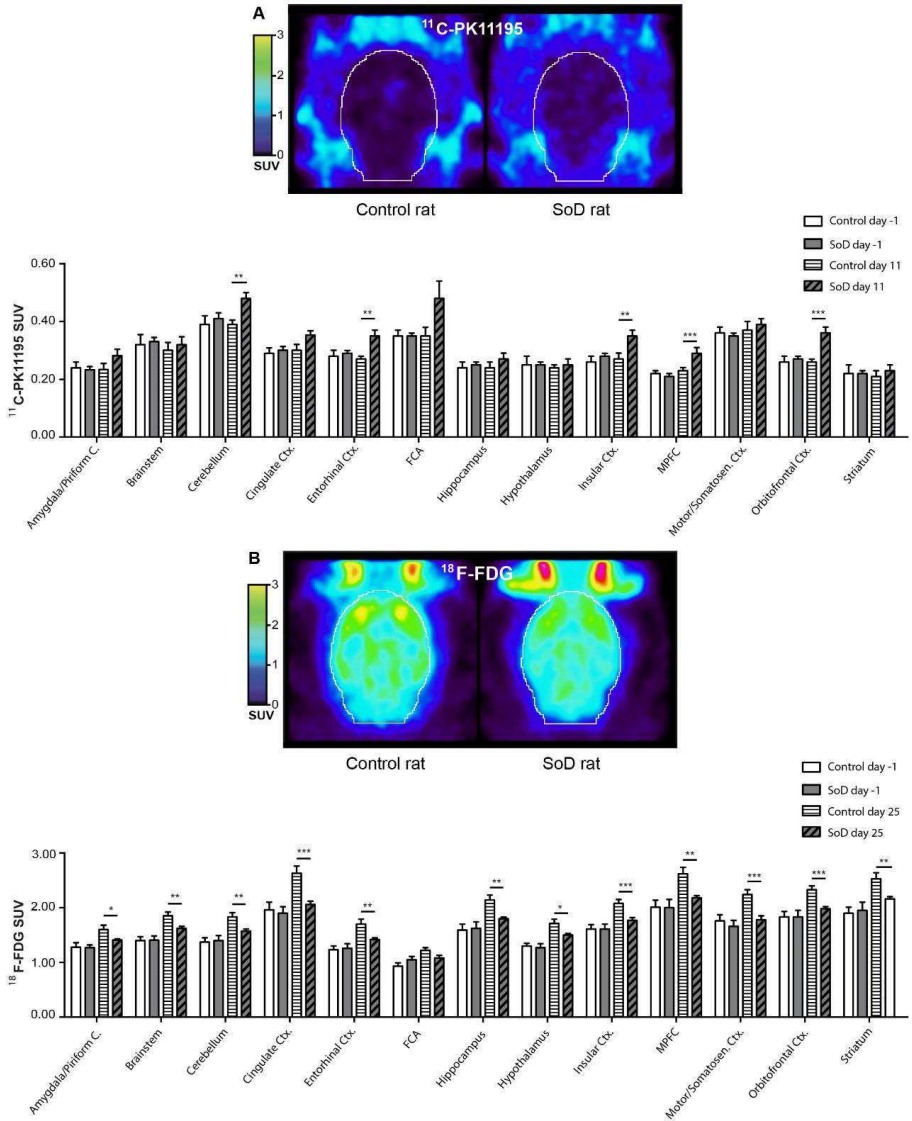 A
¹¹C-PK11195
3
2
1
0
SUV
Control rat
SoD rat
Control day -1
SoD day -1
Control day 11
SoD day 11
¹¹C-PK11195 SUV
0.60
0.40
0.20
0.00
**
**
**
***
***
Amygdala/Piriform C.
Brainstem
Cerebellum
Cingulate Ctx.
Entorhinal Ctx.
FCA
Hippocampus
Hypothalamus
Insular Ctx.
MPFC
Motor/Somatosen. Ctx.
Orbitofrontal Ctx.
Striatum
B
¹⁸F-FDG
3
2
1
0
SUV
Control rat
SoD rat
Control day -1
SoD day -1
Control day 25
SoD day 25
¹⁸F-FDG SUV
3.00
2.00
1.00
0.00
*
**
**
***
**
**
*
***
**
***
***
**
Amygdala/Piriform C.
Brainstem
Cerebellum
Cingulate Ctx.
Entorhinal Ctx.
FCA
Hippocampus
Hypothalamus
Insular Ctx.
MPFC
Motor/Somatosen. Ctx.
Orbitofrontal Ctx.
Striatum